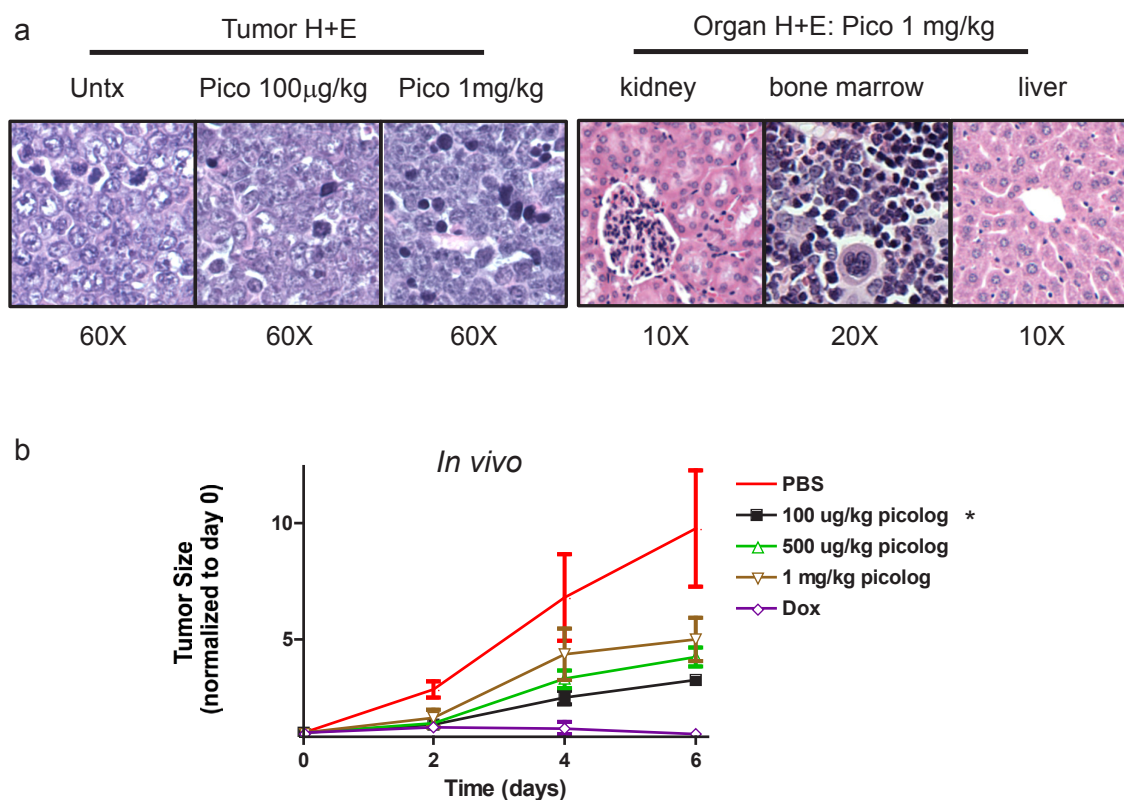 a
Tumor H+E
Organ H+E: Pico 1 mg/kg
Untx
Pico 100μg/kg
Pico 1mg/kg
kidney
bone marrow
liver
60X
60X
60X
10X
20X
10X
b
In vivo
Tumor Size
(normalized to day 0)
10
5
0
2
4
6
Time (days)
PBS
100 ug/kg picolog *
500 ug/kg picolog
1 mg/kg picolog
Dox